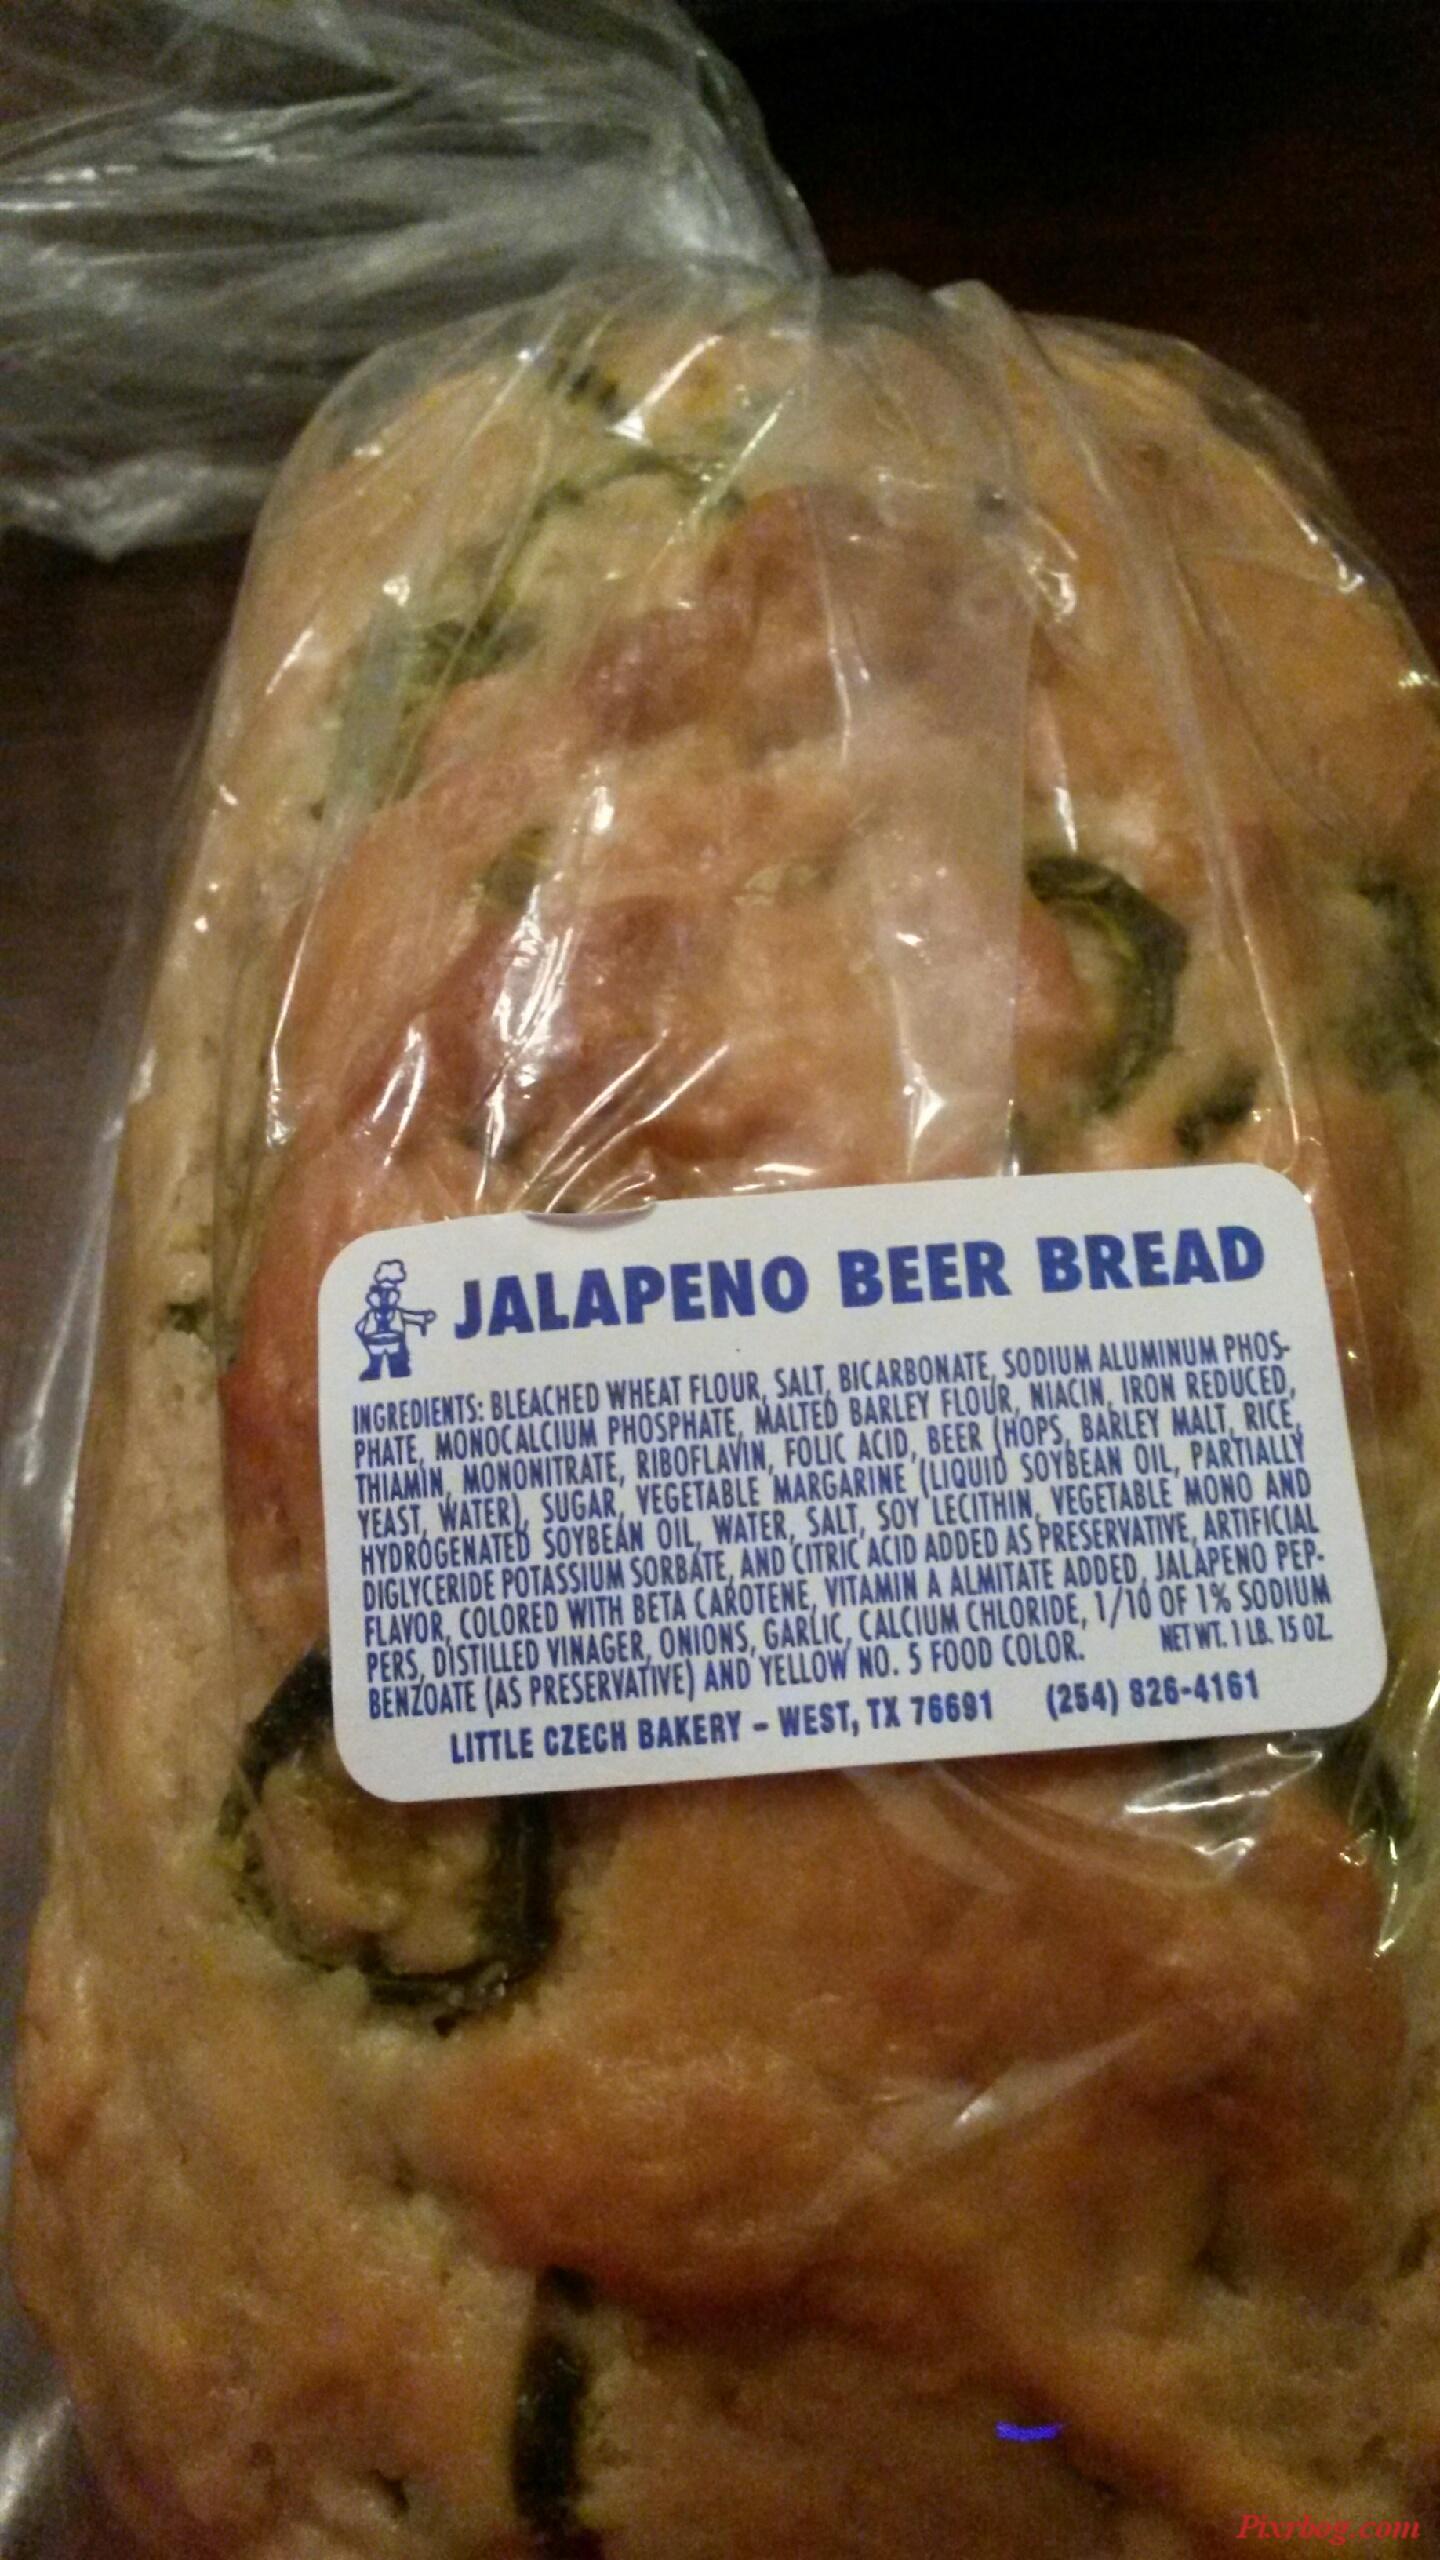 JALAPENO BEER BREAD
INGREDIENTS: BLEACHED WHEAT FLOUR, SALT, BICARBONATE, SODIUM ALUMINUM PHOS-
PHATE, MONOCALCIUM PHOSPHATE, MALTED BARLEY FLOUR, NIACIN, IRON REDUCED,
THIAMIN, MONONITRATE, RIBOFLAVIN, FOLIC ACID, BEER (HOPS, BARLEY MALT, RICE,
YEAST, WATER), SUGAR, VEGETABLE MARGARINE (LIQUID SOYBEAN OIL, PARTIALLY
HYDROGENATED SOYBEAN OIL, WATER, SALT, SOY LECITHIN, VEGETABLE MONO AND
DIGLYCERIDE POTASSIUM SORBATE, AND CITRIC ACID ADDED AS PRESERVATIVE, ARTIFICIAL
FLAVOR, COLORED WITH BETA CAROTENE, VITAMIN A ALMITATE ADDED, JALAPENO PEP-
PERS, DISTILLED VINAGER, ONIONS, GARLIC, CALCIUM CHLORIDE, 1/10 OF 1% SODIUM
BENZOATE (AS PRESERVATIVE) AND YELLOW NO. 5 FOOD COLOR. NET WT. 1 LB. 15 OZ.
LITTLE CZECH BAKERY – WEST, TX 76691 (254) 826-4161
Pixrbog.com